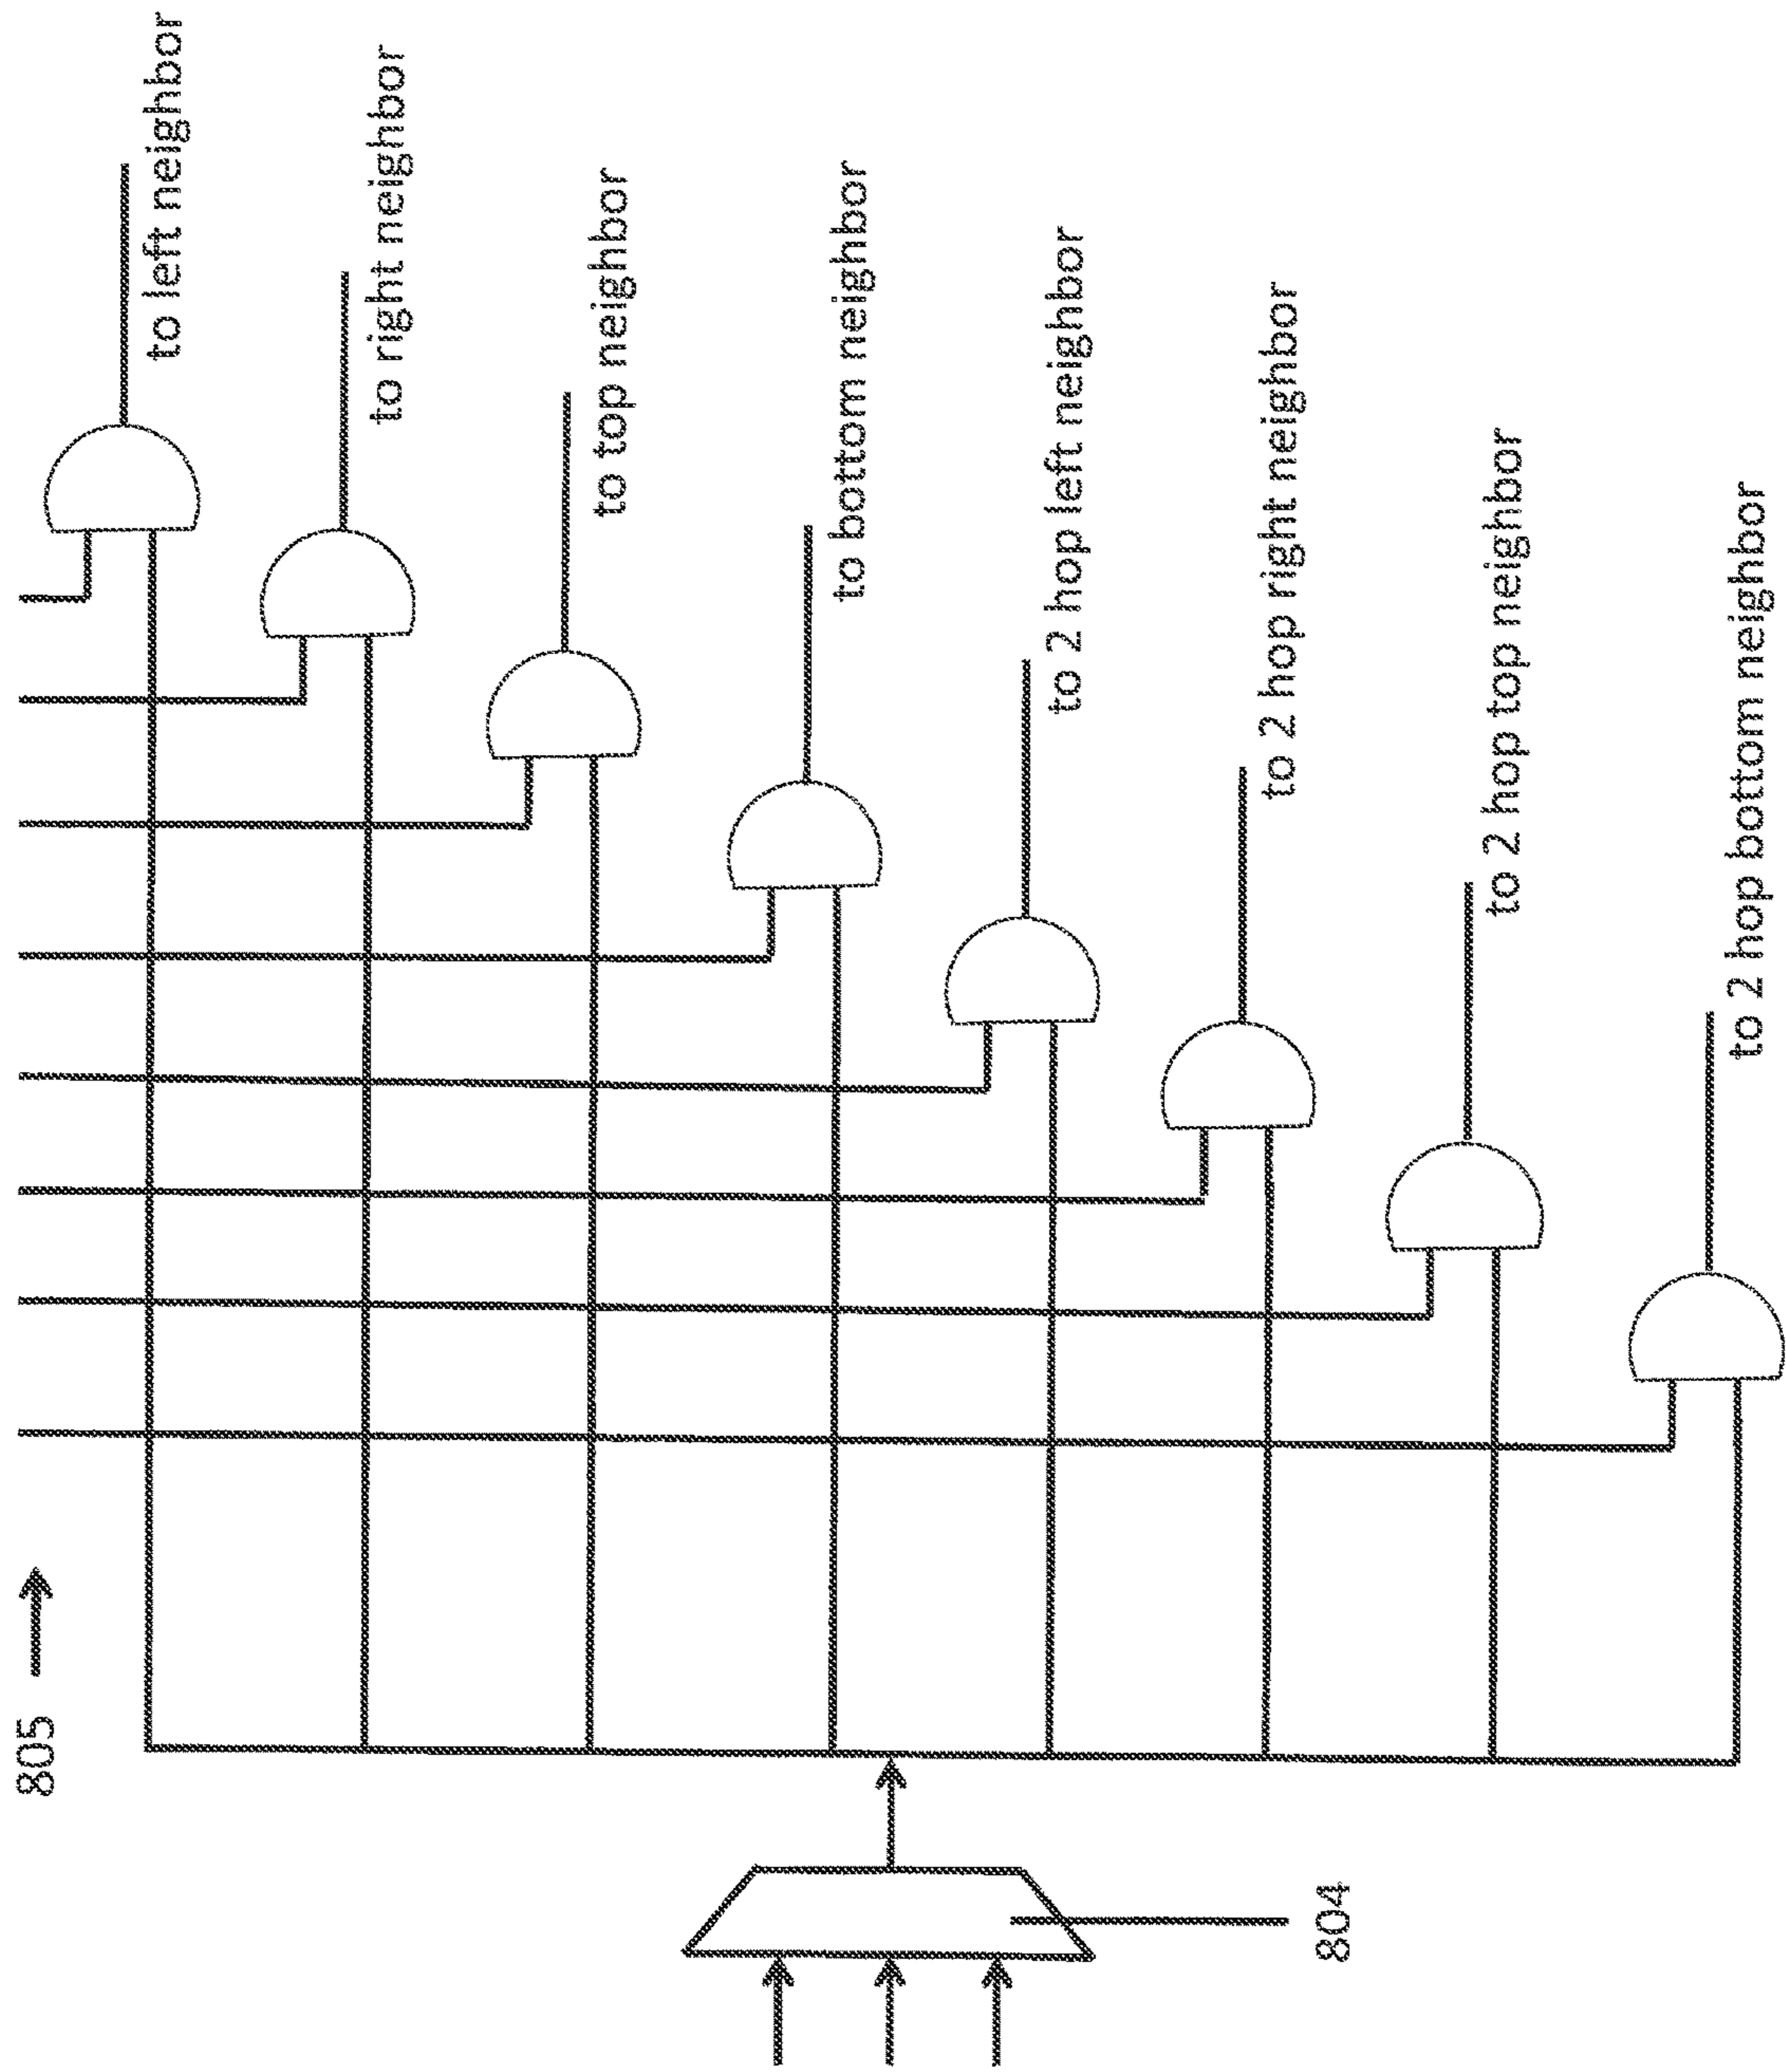 805
to left neighbor
to right neighbor
to top neighbor
to bottom neighbor
to 2 hop left neighbor
to 2 hop right neighbor
to 2 hop top neighbor
to 2 hop bottom neighbor
804